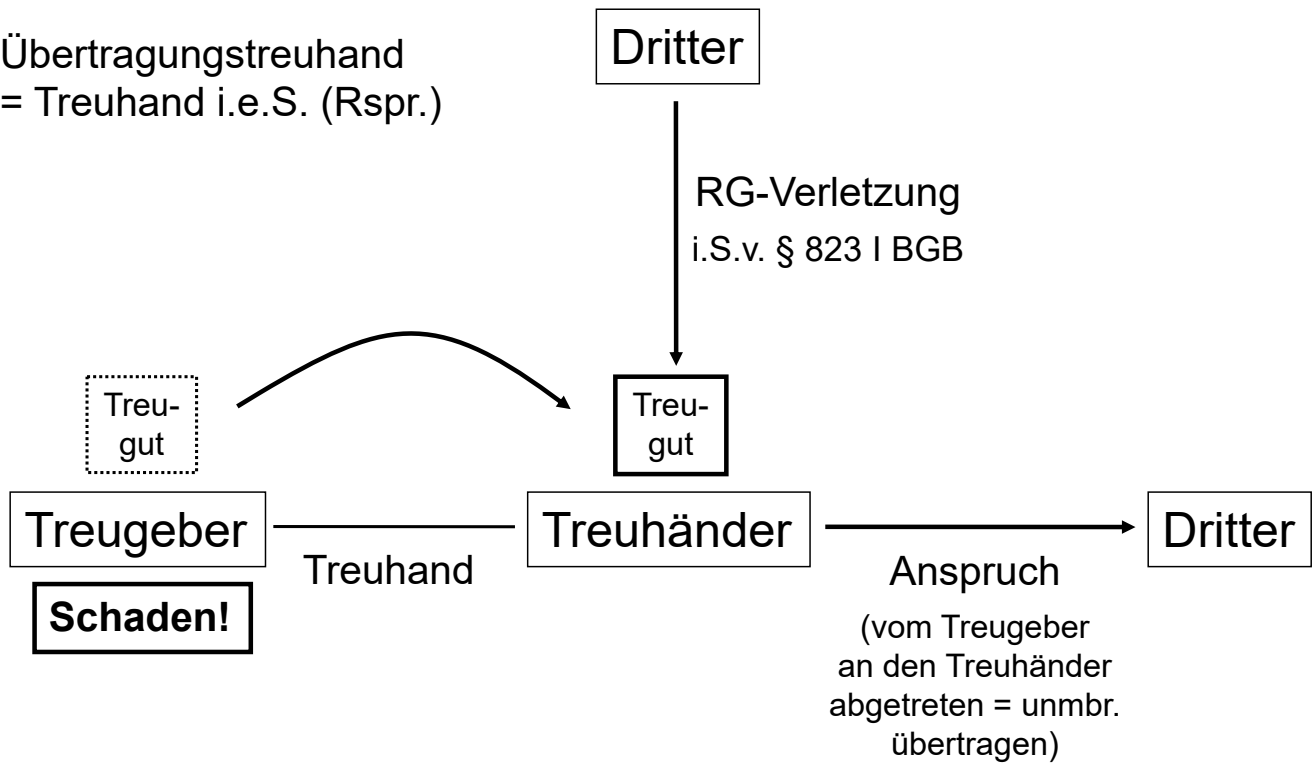 Übertragungstreuhand
= Treuhand i.e.S. (Rspr.)
Dritter
RG-Verletzung
i.S.v. § 823 I BGB
Treu-
gut
Treu-
gut
Treugeber
Treuhand
Treuhänder
Dritter
Schaden!
Anspruch
(vom Treugeber
an den Treuhänder
abgetreten = unmbr.
übertragen)